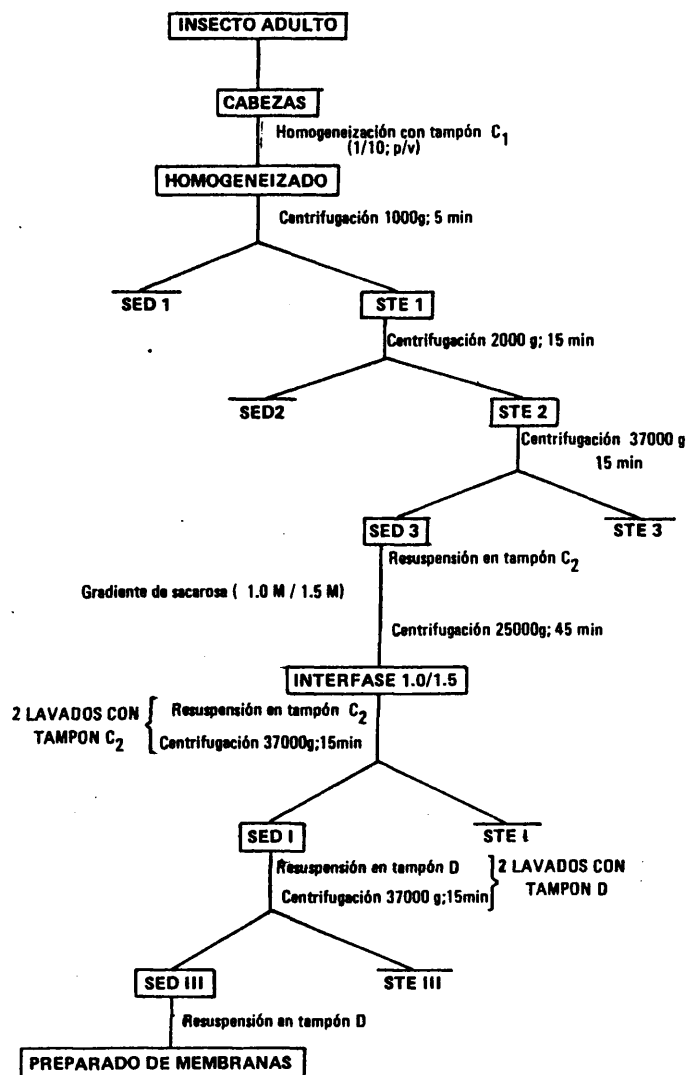 INSECTO ADULTO
CABEZAS
Homogeneización con tampón C1
(1/10; p/v)
HOMOGENEIZADO
Centrifugación 1000g; 5 min
SED 1
STE 1
Centrifugación 2000 g; 15 min
SED2
STE 2
Centrifugación 37000 g
15 min
SED 3
STE 3
Resuspensión en tampón C2
Gradiente de sacarosa ( 1.0 M / 1.5 M)
Centrifugación 25000g; 45 min
INTERFASE 1.0/1.5
2 LAVADOS CON
TAMPON C2
Resuspensión en tampón C2
Centrifugación 37000g;15min
SED I
STE I
Resuspensión en tampón D
Centrifugación 37000 g;15min
2 LAVADOS CON
TAMPON D
SED III
STE III
Resuspensión en tampón D
PREPARADO DE MEMBRANAS